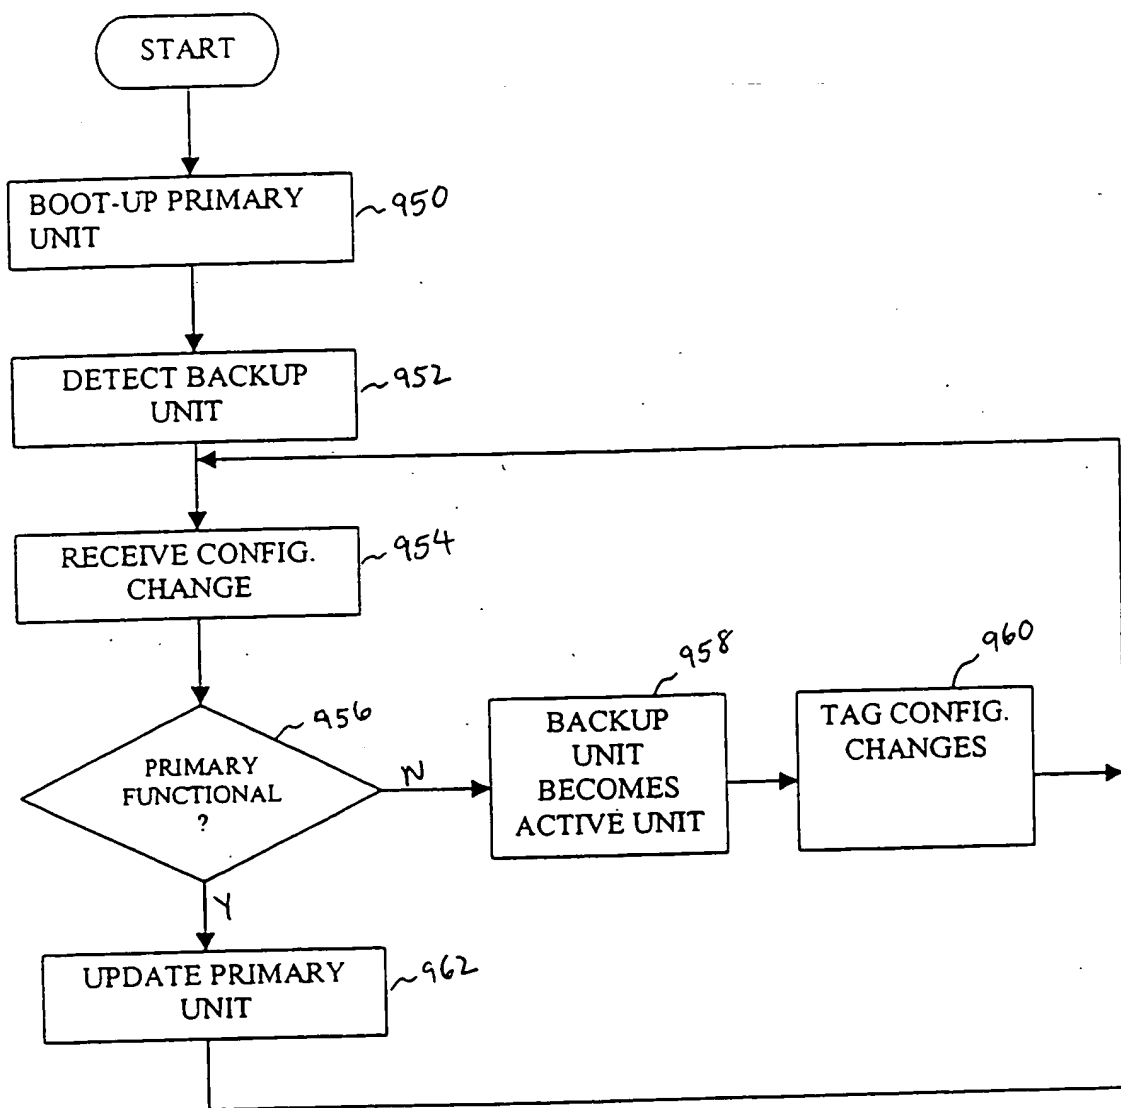 START
BOOT-UP PRIMARY
UNIT
950
DETECT BACKUP
UNIT
952
RECEIVE CONFIG.
CHANGE
954
PRIMARY
FUNCTIONAL
?
956
N
BACKUP
UNIT
BECOMES
ACTIVE UNIT
958
TAG CONFIG.
CHANGES
960
Y
UPDATE PRIMARY
UNIT
962